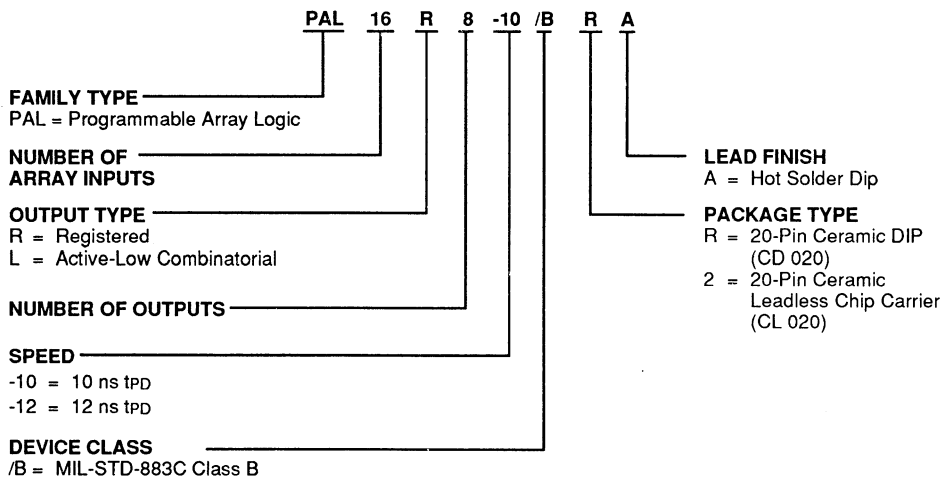 PAL 16 R 8 -10 /B R A
FAMILY TYPE
PAL = Programmable Array Logic
NUMBER OF
ARRAY INPUTS
OUTPUT TYPE
R = Registered
L = Active-Low Combinatorial
NUMBER OF OUTPUTS
SPEED
-10 = 10 ns tPD
-12 = 12 ns tPD
DEVICE CLASS
/B = MIL-STD-883C Class B
LEAD FINISH
A = Hot Solder Dip
PACKAGE TYPE
R = 20-Pin Ceramic DIP
(CD 020)
2 = 20-Pin Ceramic
Leadless Chip Carrier
(CL 020)